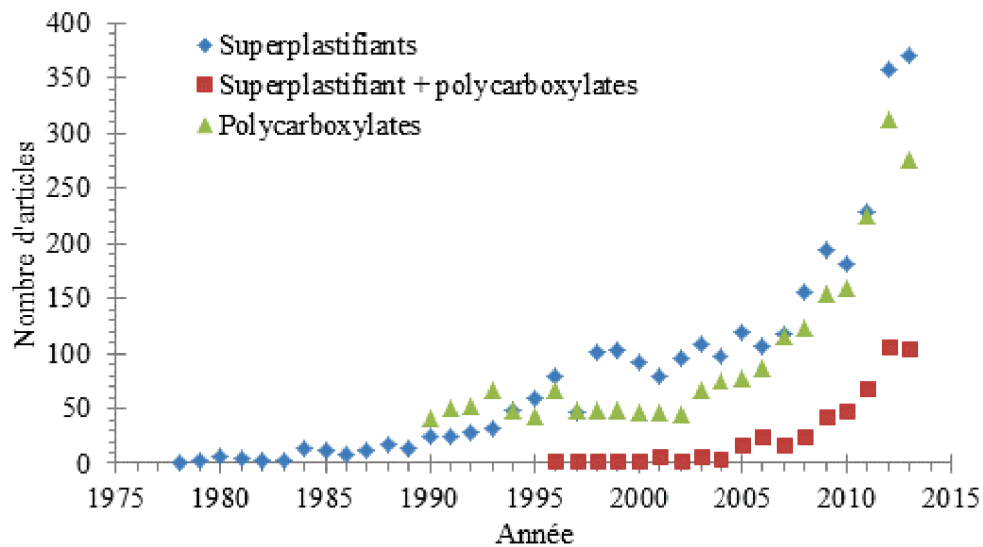 400
350
300
250
200
150
100
50
0
Nombre d'articles
Superplastifiants
Superplastifiant + polycarboxylates
Polycarboxylates
1975 1980 1985 1990 1995 2000 2005 2010 2015
Année